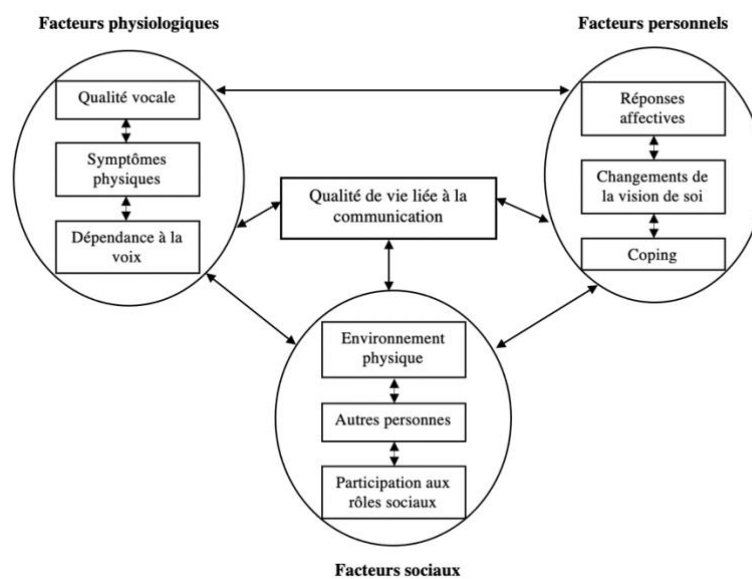 Facteurs physiologiques
Facteurs personnels
Qualité vocale
Symptômes
physiques
Dépendance à la
voix
Qualité de vie liée à la
communication
Réponses
affectives
Changements de
la vision de soi
Coping
Environnement
physique
Autres personnes
Participation aux
rôles sociaux
Facteurs sociaux